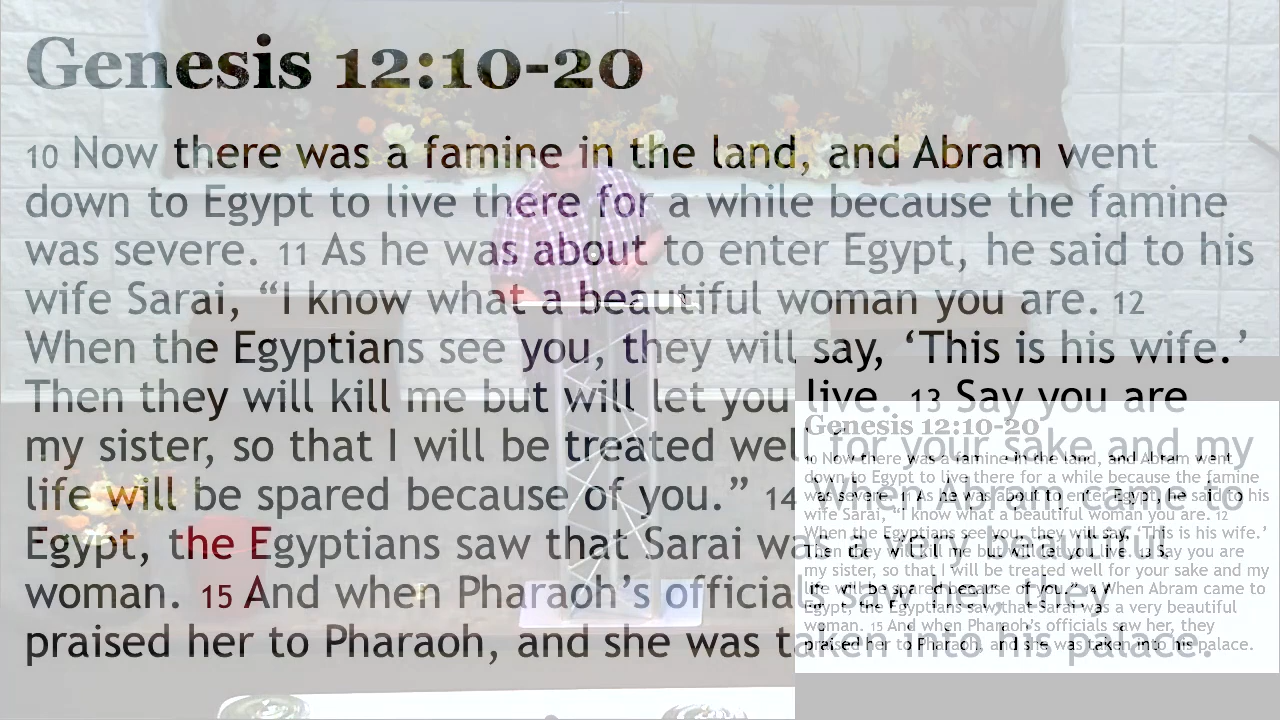 Genesis 12:10-20
10 Now there was a famine in the land, and Abram went
down to Egypt to live there for a while because the famine
was severe. 11 As he was about to enter Egypt, he said to his
wife Sarai, “I know what a beautiful woman you are. 12
When the Egyptians see you, they will say, ‘This is his wife.’
Then they will kill me but will let you live. 13 Say you are
my sister, so that I will be treated well for your sake and my
life will be spared because of you.” 14 When Abram came to
Egypt, the Egyptians saw that Sarai was a very beautiful
woman. 15 And when Pharaoh’s officials saw her, they
praised her to Pharaoh, and she was taken into his palace.
Genesis 12:10-20
10 Now there was a famine in the land, and Abram went
down to Egypt to live there for a while because the famine
was severe. 11 As he was about to enter Egypt, he said to his
wife Sarai, “I know what a beautiful woman you are. 12
When the Egyptians see you, they will say, ‘This is his wife.’
Then they will kill me but will let you live. 13 Say you are
my sister, so that I will be treated well for your sake and my
life will be spared because of you.” 14 When Abram came to
Egypt, the Egyptians saw that Sarai was a very beautiful
woman. 15 And when Pharaoh’s officials saw her, they
praised her to Pharaoh, and she was taken into his palace.